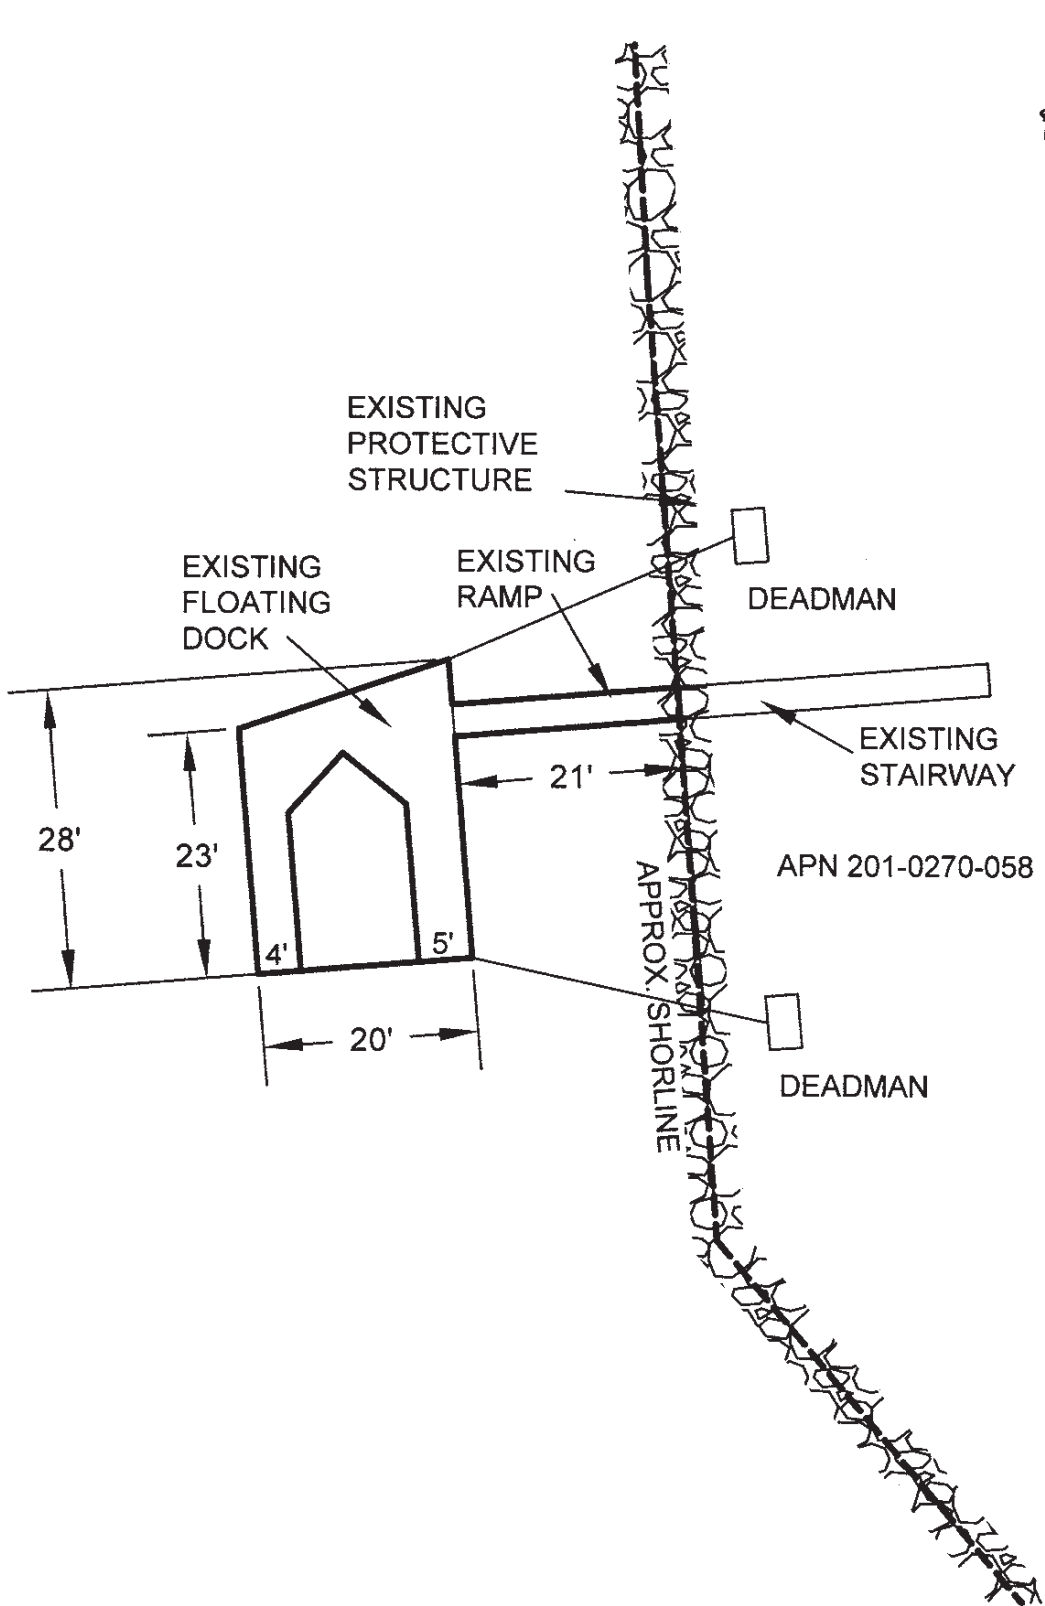 EXISTING
PROTECTIVE
STRUCTURE
EXISTING
FLOATING
DOCK
EXISTING
RAMP
DEADMAN
EXISTING
STAIRWAY
21'
28'
23'
APN 201-0270-058
APPROX. SHORLINE
4'
5'
20'
DEADMAN